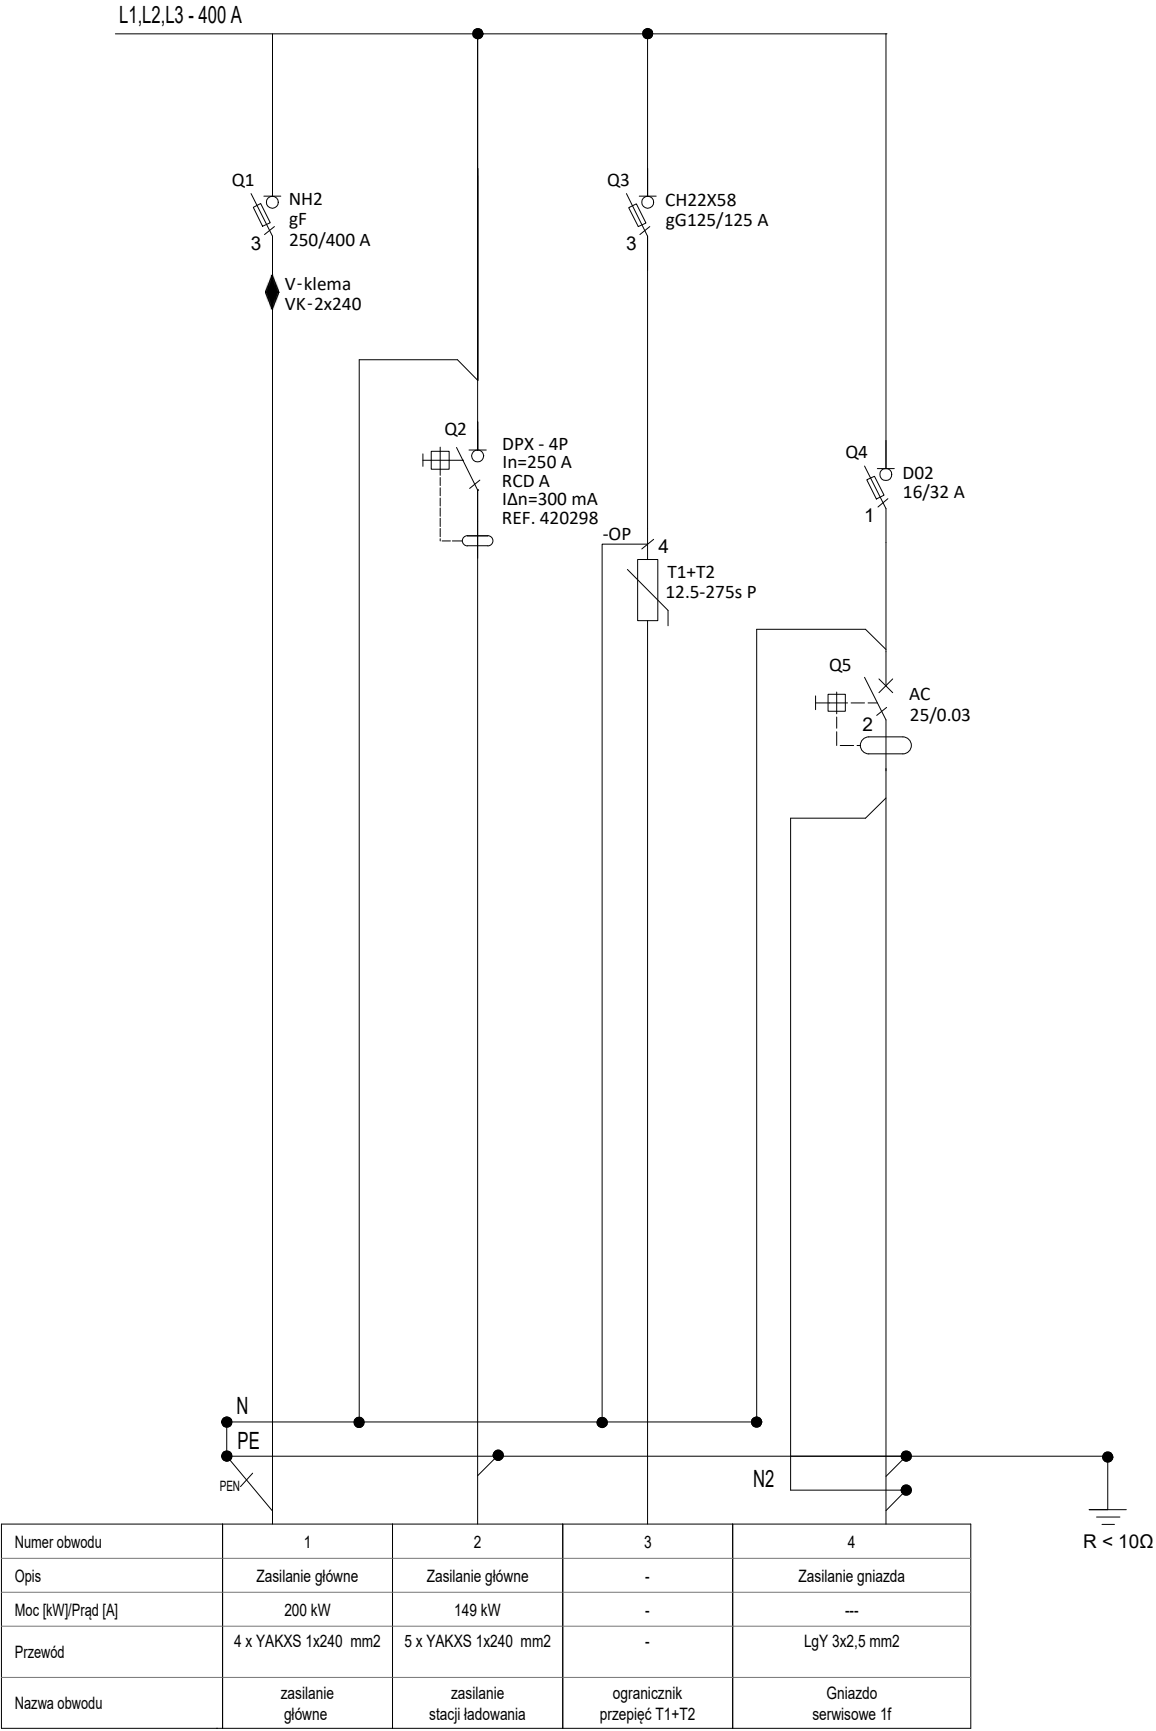 L1,L2,L3 - 400 A
Q1
NH2
gF
250/400 A
3
V-klema
VK-2x240
Q3
CH22X58
gG125/125 A
3
Q2
DPX - 4P
In=250 A
RCD A
IΔn=300 mA
REF. 420298
Q4
D02
16/32 A
1
-OP
4
T1+T2
12.5-275s P
Q5
AC
25/0.03
2
N
PE
PEN
N2
R < 10Ω
Numer obwodu 1 2 3 4
Opis Zasilanie główne Zasilanie główne - Zasilanie gniazda
Moc [kW]/Prąd [A] 200 kW 149 kW - ---
Przewód 4 x YAKXS 1x240 mm2 5 x YAKXS 1x240 mm2 - LgY 3x2,5 mm2
Nazwa obwodu
zasilanie
główne
zasilanie
stacji ładowania
ogranicznik
przepięć T1+T2
Gniazdo
serwisowe 1f